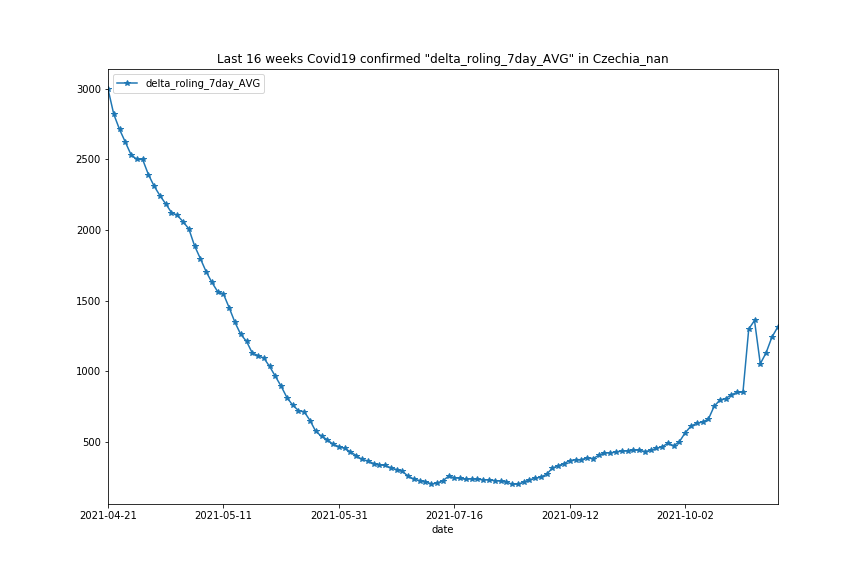 Last 16 weeks Covid19 confirmed "delta_roling_7day_AVG" in Czechia_nan
delta_roling_7day_AVG
3000
2500
2000
1500
1000
500
2021-04-21 2021-05-11 2021-05-31 2021-07-16 2021-09-12 2021-10-02
date